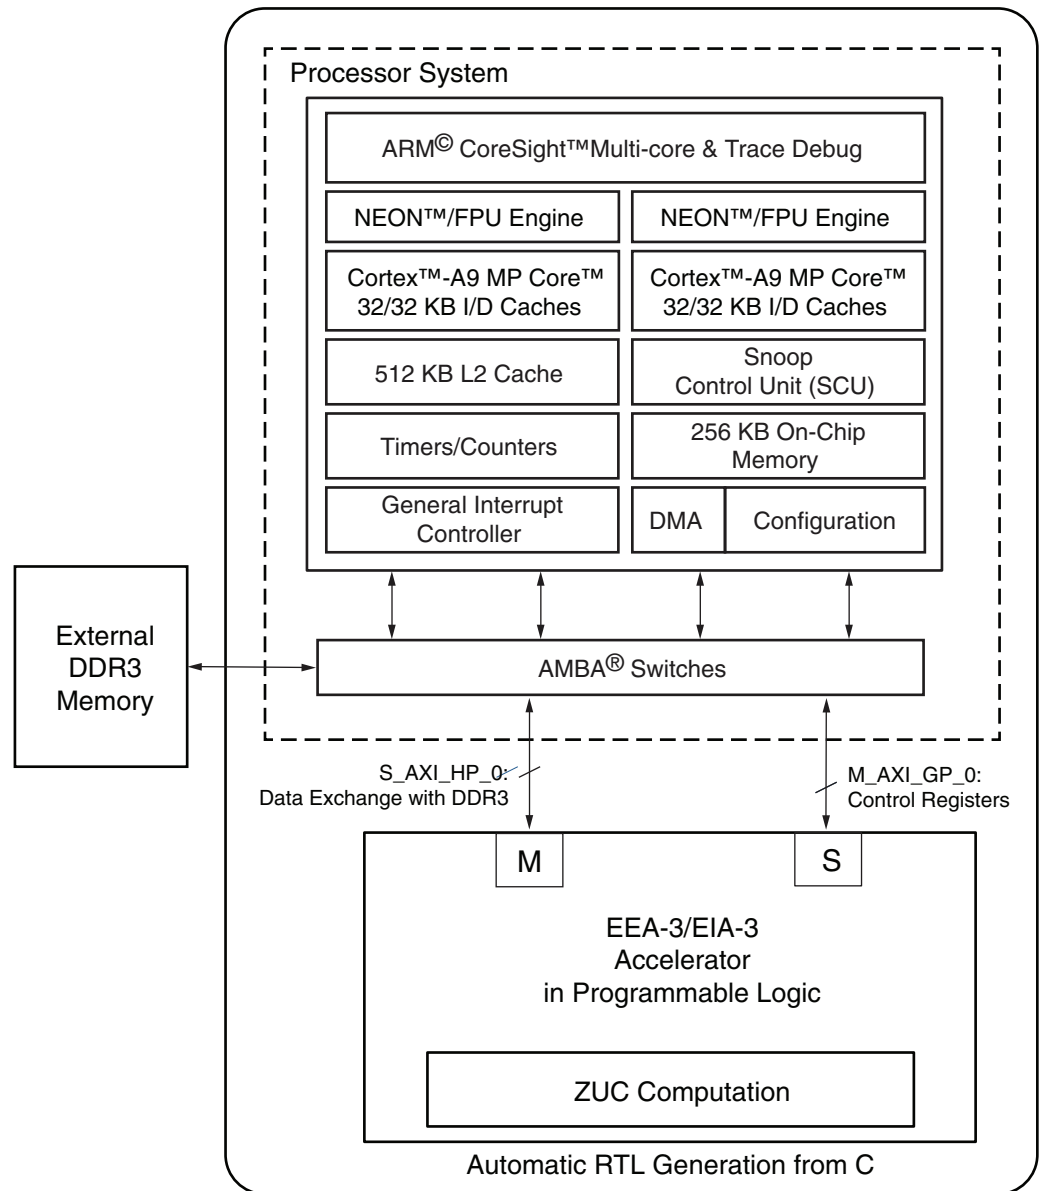 Processor System
ARM© CoreSight™Multi-core & Trace Debug
NEON™/FPU Engine
NEON™/FPU Engine
Cortex™-A9 MP Core™
32/32 KB I/D Caches
Cortex™-A9 MP Core™
32/32 KB I/D Caches
512 KB L2 Cache
Snoop
Control Unit (SCU)
Timers/Counters
256 KB On-Chip
Memory
General Interrupt
Controller
DMA
Configuration
External
DDR3
Memory
AMBA® Switches
S_AXI_HP_0:
Data Exchange with DDR3
M_AXI_GP_0:
Control Registers
M
S
EEA-3/EIA-3
Accelerator
in Programmable Logic
ZUC Computation
Automatic RTL Generation from C